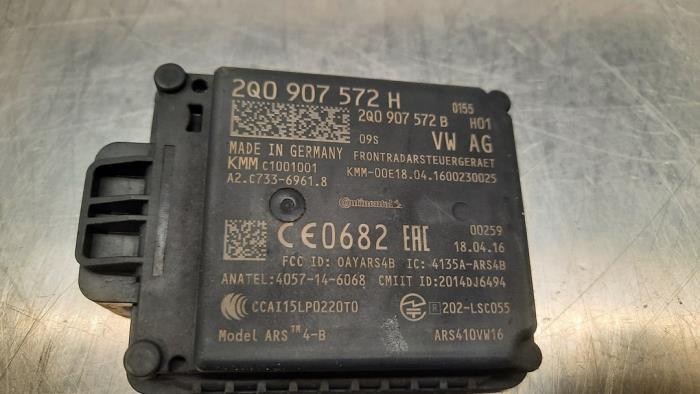 2Q0 907 572 H 0155
2Q0 907 572 B H01
09S VW AG
MADE IN GERMANY FRONTRADARSTEUERGERAET
KMM C1001001 KMM-00E18.04.1600230025
A2.C733-6961.8
Continental
CE0682 EAC 00259
18.04.16
FCC ID: OAYARS4B IC: 4135A-ARS4B
ANATEL:4057-14-6068 CMIIT ID:2014DJ6494
CCAI15LP0220T0 R 202-LSC055
Model ARS™4-B ARS410VW16